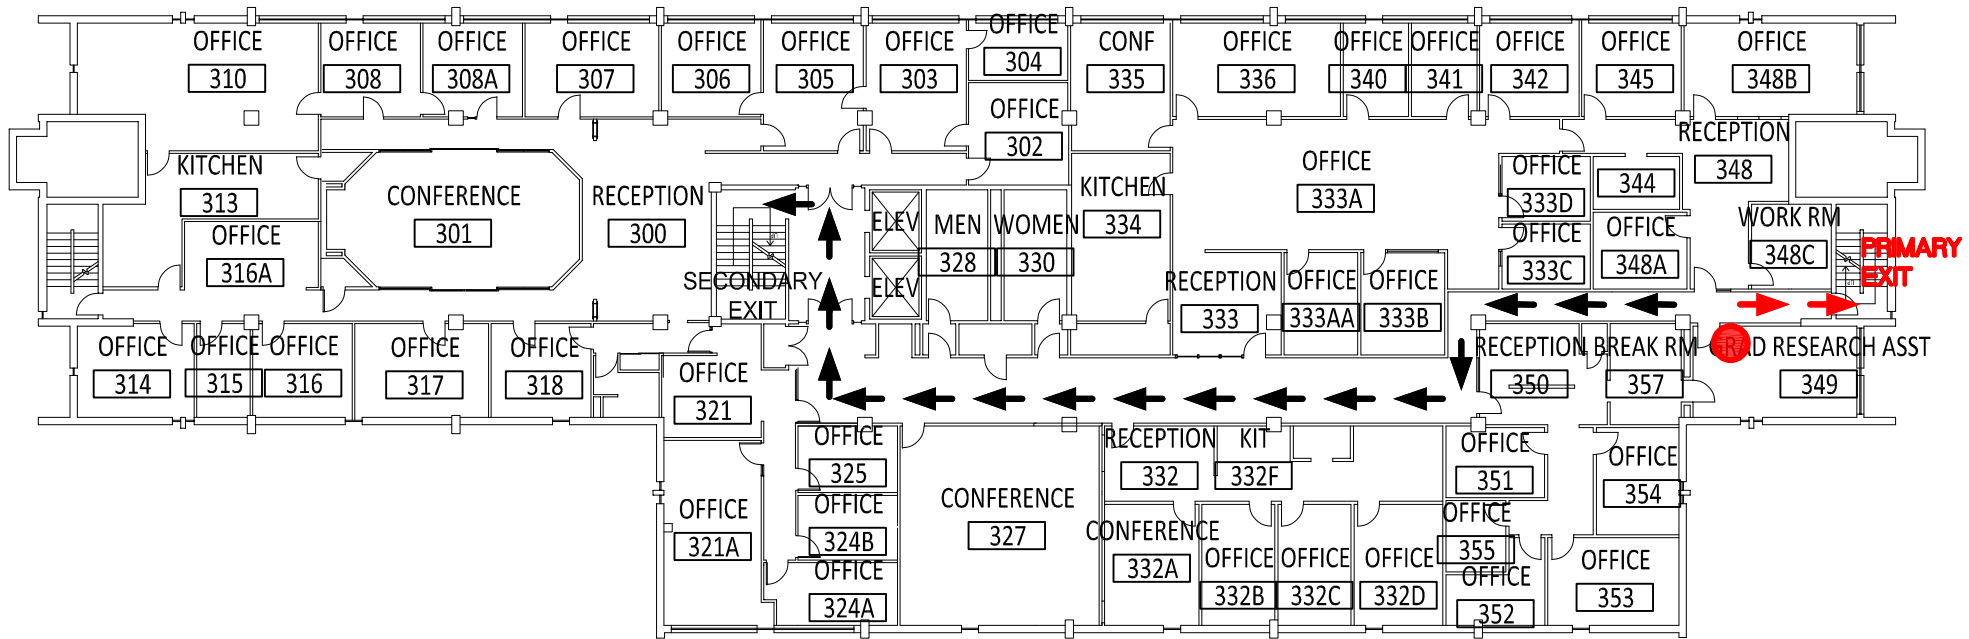 OFFICE
310
OFFICE
308
OFFICE
308A
OFFICE
307
OFFICE
306
OFFICE
305
OFFICE
303
OFFICE
304
CONF
335
OFFICE
336
OFFICE
340
OFFICE
341
OFFICE
342
OFFICE
345
OFFICE
348B
OFFICE
302
KITCHEN
313
CONFERENCE
301
RECEPTION
300
ELEV
MEN
328
WOMEN
330
KITCHEN
334
OFFICE
333A
OFFICE
333D
344
RECEPTION
348
OFFICE
316A
SECONDARY
EXIT
ELEV
RECEPTION
333
OFFICE
333AA
OFFICE
333B
OFFICE
333C
OFFICE
348A
WORK RM
348C
PRIMARY
EXIT
OFFICE
314
OFFICE
315
OFFICE
316
OFFICE
317
OFFICE
318
OFFICE
321
RECEPTION
350
BREAK RM
357
GRAD RESEARCH ASST
349
OFFICE
325
RECEPTION
332
KIT
332F
OFFICE
351
OFFICE
354
OFFICE
321A
OFFICE
324B
CONFERENCE
327
CONFERENCE
332A
OFFICE
332B
OFFICE
332C
OFFICE
332D
OFFICE
355
OFFICE
324A
OFFICE
352
OFFICE
353